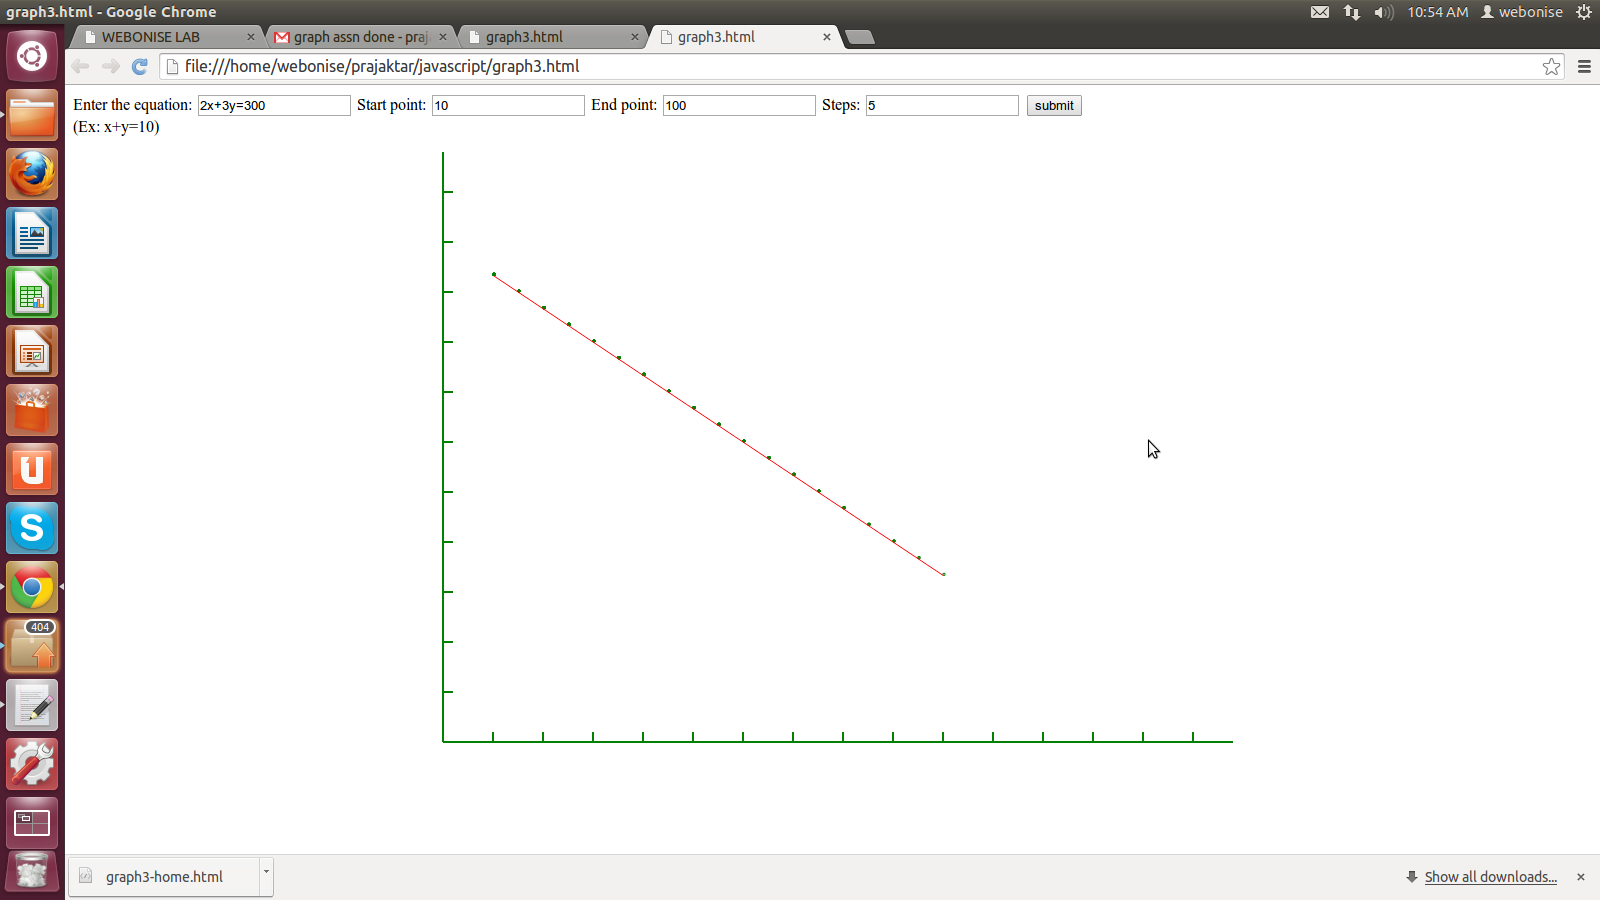 graph3.html - Google Chrome
10:54 AM webonise
WEBONISE LAB
graph assn done - praj
graph3.html
graph3.html
file:///home/webonise/prajaktar/javascript/graph3.html
Enter the equation: 2x+3y=300 Start point: 10 End point: 100 Steps: 5 submit
(Ex: x+y=10)
404
graph3-home.html
Show all downloads...